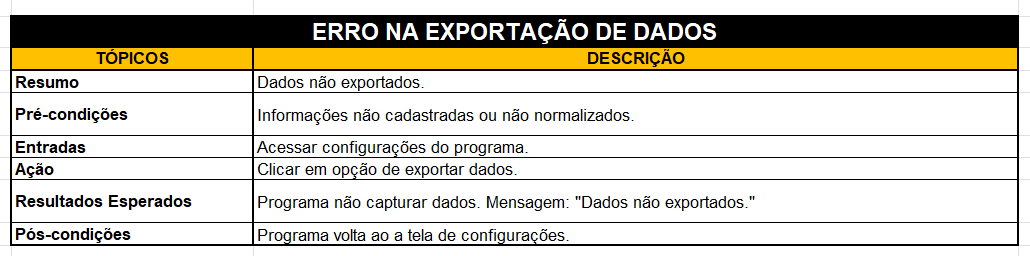 ERRO NA EXPORTAÇÃO DE DADOS
TÓPICOS DESCRIÇÃO
Resumo Dados não exportados.
Pré-condições Informações não cadastradas ou não normalizados.
Entradas Acessar configurações do programa.
Ação Clicar em opção de exportar dados.
Resultados Esperados Programa não capturar dados. Mensagem: "Dados não exportados."
Pós-condições Programa volta ao a tela de configurações.